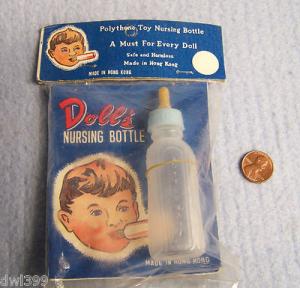 Polythene Toy Nursing Bottle
A Must For Every Doll
Safe and Harmless
Made in Hong Kong
MADE IN HONG KONG
Doll's
NURSING BOTTLE
MADE IN HONG KONG
dwl399